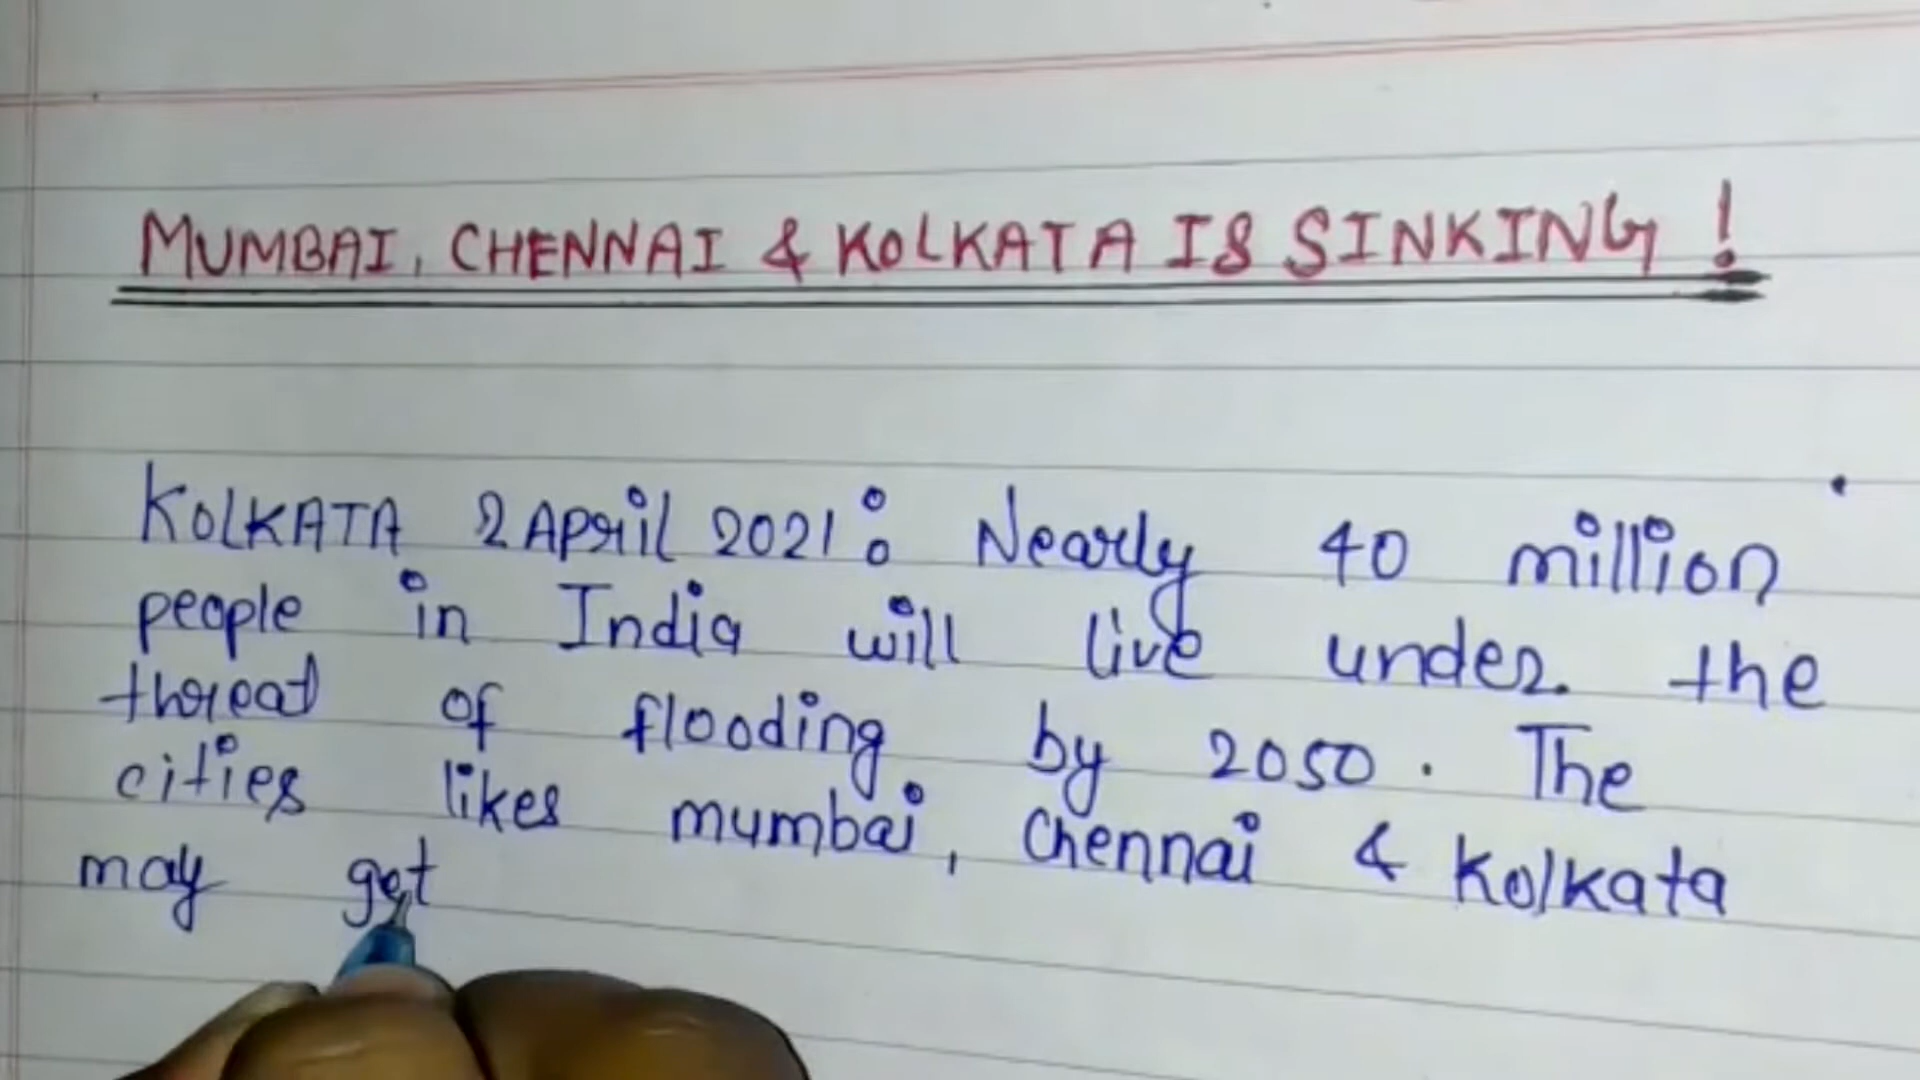 MUMBAI, CHENNAI & KOLKATA IS SINKING !
KOLKATA 2 April 2021 : Nearly 40 million
people in India will live under the
threat of flooding by 2050. The
cities likes mumbai, Chennai & Kolkata
may get